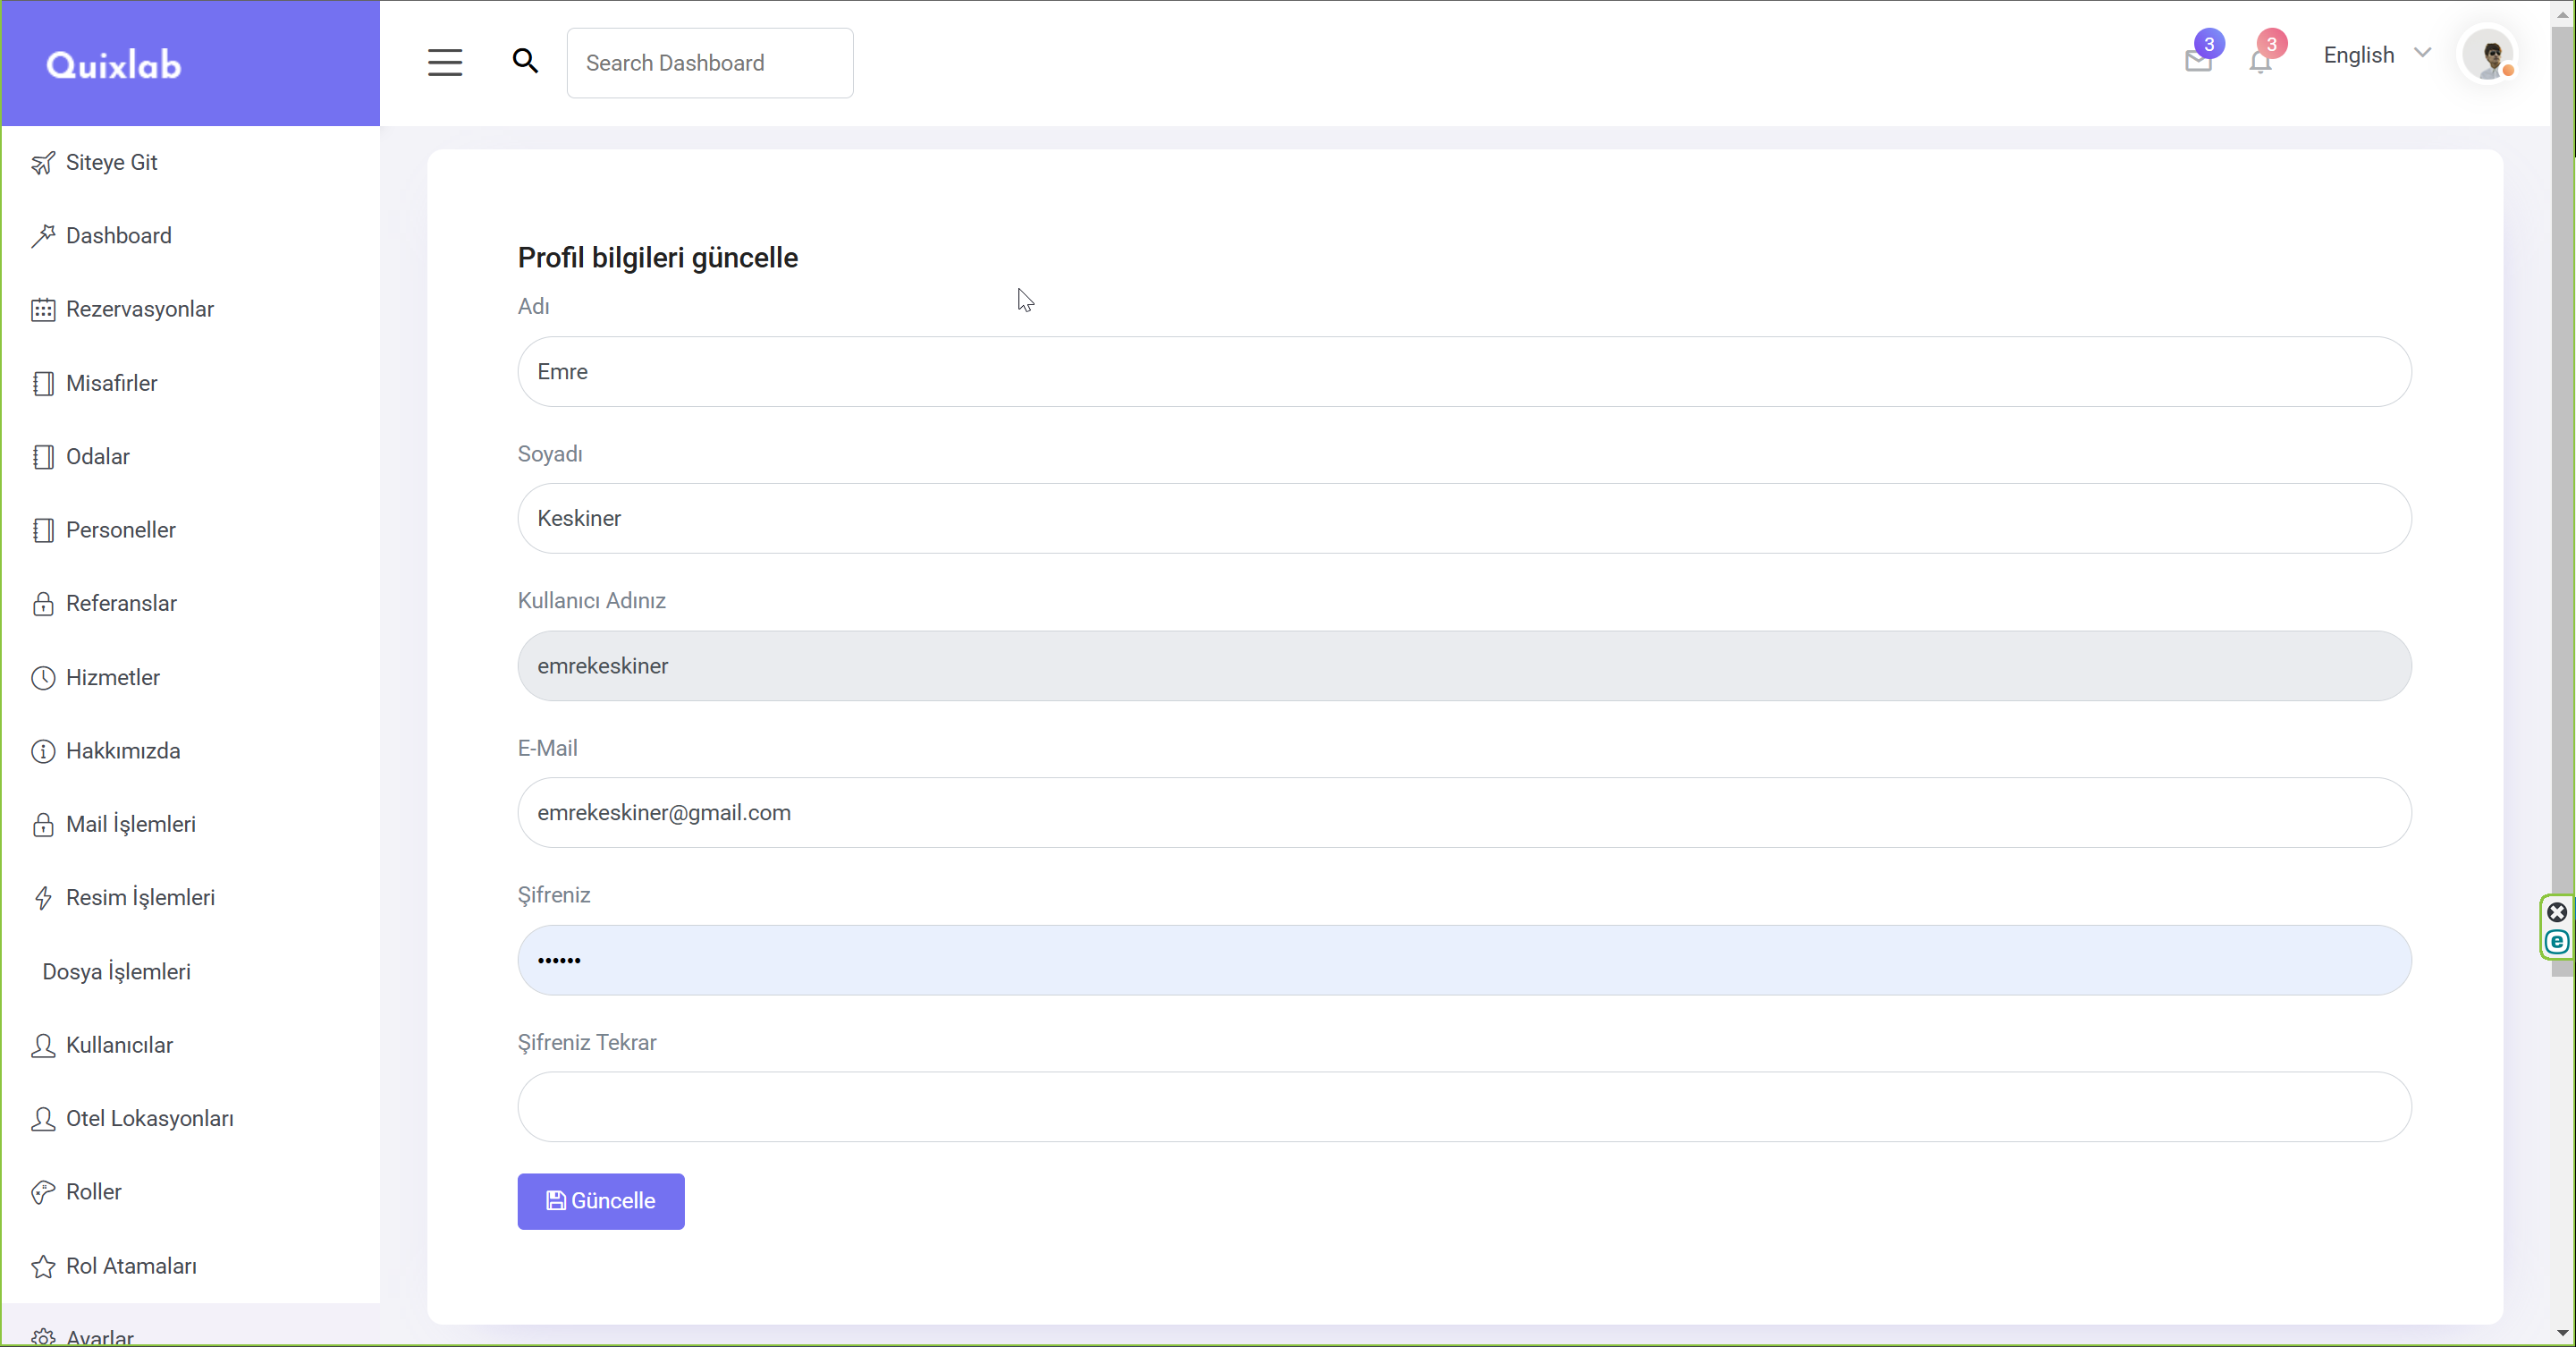 Quixlab
Search Dashboard
3
3
English
Siteye Git
Dashboard
Rezervasyonlar
Misafirler
Odalar
Personeller
Referanslar
Hizmetler
Hakkımızda
Mail İşlemleri
Resim İşlemleri
Dosya İşlemleri
Kullanıcılar
Otel Lokasyonları
Roller
Rol Atamaları
Ayarlar
Profil bilgileri güncelle
Adı
Emre
Soyadı
Keskiner
Kullanıcı Adınız
emrekeskiner
E-Mail
emrekeskiner@gmail.com
Şifreniz
••••••
Şifreniz Tekrar
Güncelle
e